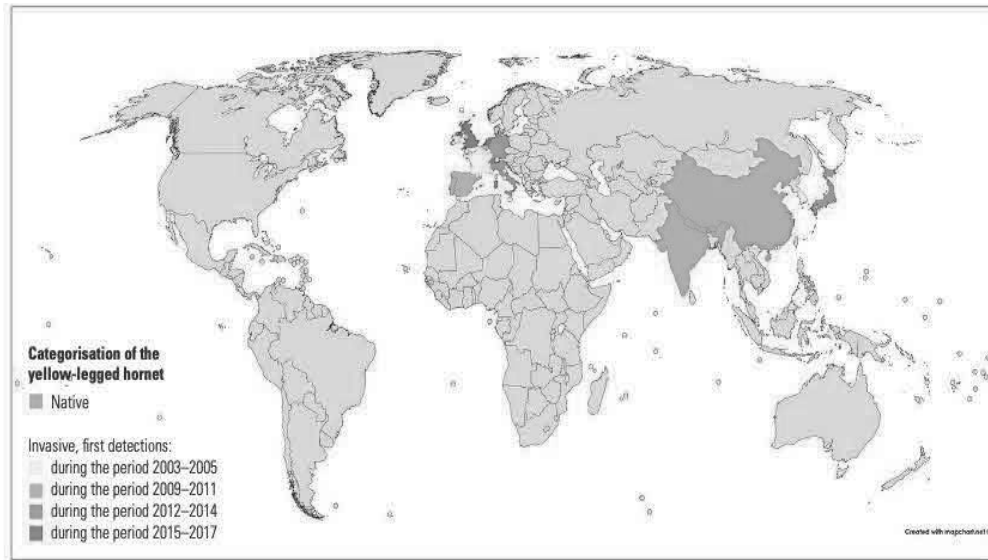 Categorisation of the
yellow-legged hornet
Native
Invasive, first detections:
during the period 2003–2005
during the period 2009–2011
during the period 2012–2014
during the period 2015–2017
Created with mapchart.net